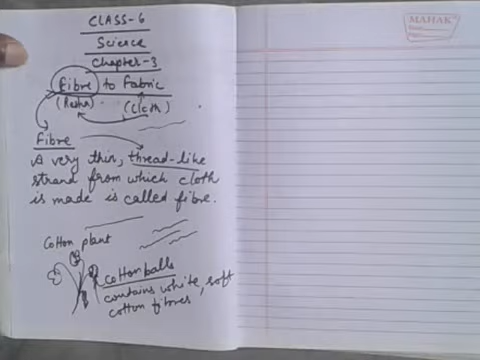 CLASS-6
Science
Chapter-3
Fibre to Fabric
(Resha) (Cloth)
Fibre
A very thin, thread-like
strand from which cloth
is made is called fibre.
Cotton plant
Cotton balls
contains white, soft
cotton fibres
MAHAK